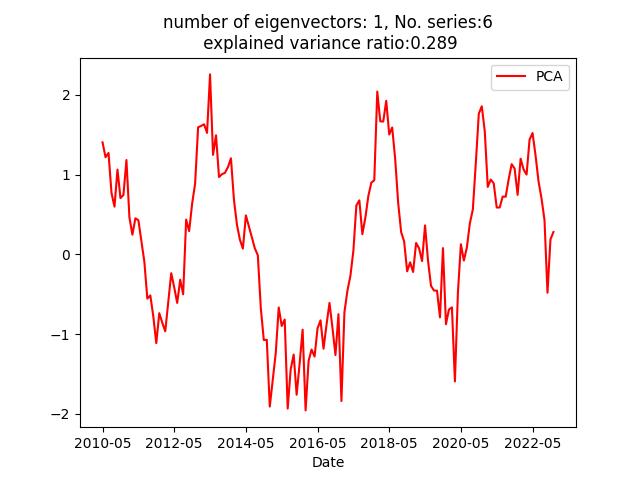 number of eigenvectors: 1, No. series:6
explained variance ratio:0.289
PCA
2
1
0
−1
−2
2010-05 2012-05 2014-05 2016-05 2018-05 2020-05 2022-05
Date